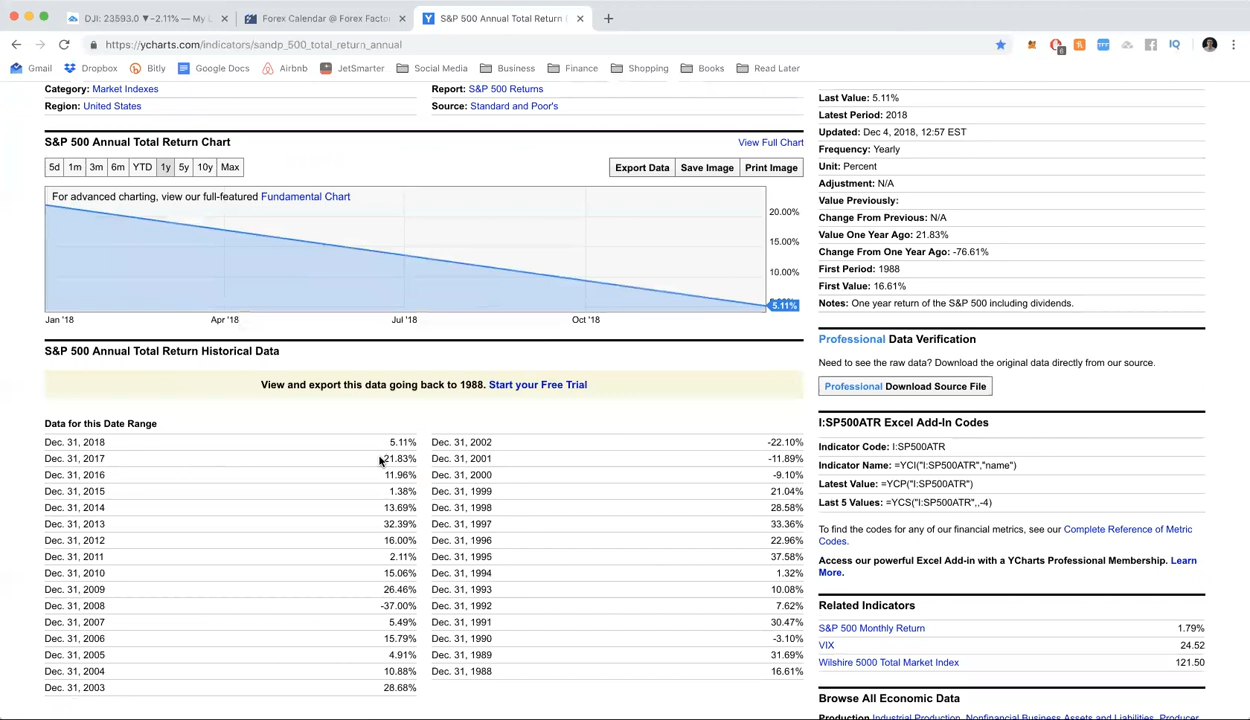 DJI: 23593.0 ▼−2.11% — My
Forex Calendar @ Forex Facto
S&P 500 Annual Total Return
https://ycharts.com/indicators/sandp_500_total_return_annual
6
IQ
Gmail
Dropbox
Bitly
Google Docs
Airbnb
JetSmarter
Social Media
Business
Finance
Shopping
Books
Read Later
Category: Market Indexes
Region: United States
Report: S&P 500 Returns
Source: Standard and Poor's
S&P 500 Annual Total Return Chart
View Full Chart
5d 1m 3m 6m YTD 1y 5y 10y Max
Export Data Save Image Print Image
For advanced charting, view our full-featured Fundamental Chart
20.00%
15.00%
10.00%
5.11%
Jan '18 Apr '18 Jul '18 Oct '18
S&P 500 Annual Total Return Historical Data
View and export this data going back to 1988. Start your Free Trial
Data for this Date Range
Dec. 31, 2018 5.11%
Dec. 31, 2017 21.83%
Dec. 31, 2016 11.96%
Dec. 31, 2015 1.38%
Dec. 31, 2014 13.69%
Dec. 31, 2013 32.39%
Dec. 31, 2012 16.00%
Dec. 31, 2011 2.11%
Dec. 31, 2010 15.06%
Dec. 31, 2009 26.46%
Dec. 31, 2008 -37.00%
Dec. 31, 2007 5.49%
Dec. 31, 2006 15.79%
Dec. 31, 2005 4.91%
Dec. 31, 2004 10.88%
Dec. 31, 2003 28.68%
Dec. 31, 2002 -22.10%
Dec. 31, 2001 -11.89%
Dec. 31, 2000 -9.10%
Dec. 31, 1999 21.04%
Dec. 31, 1998 28.58%
Dec. 31, 1997 33.36%
Dec. 31, 1996 22.96%
Dec. 31, 1995 37.58%
Dec. 31, 1994 1.32%
Dec. 31, 1993 10.08%
Dec. 31, 1992 7.62%
Dec. 31, 1991 30.47%
Dec. 31, 1990 -3.10%
Dec. 31, 1989 31.69%
Dec. 31, 1988 16.61%
Last Value: 5.11%
Latest Period: 2018
Updated: Dec 4, 2018, 12:57 EST
Frequency: Yearly
Unit: Percent
Adjustment: N/A
Value Previously:
Change From Previous: N/A
Value One Year Ago: 21.83%
Change From One Year Ago: -76.61%
First Period: 1988
First Value: 16.61%
Notes: One year return of the S&P 500 including dividends.
Professional Data Verification
Need to see the raw data? Download the original data directly from our source.
Professional Download Source File
I:SP500ATR Excel Add-In Codes
Indicator Code: I:SP500ATR
Indicator Name: =YCI("I:SP500ATR","name")
Latest Value: =YCP("I:SP500ATR")
Last 5 Values: =YCS("I:SP500ATR",,-4)
To find the codes for any of our financial metrics, see our Complete Reference of Metric
Codes.
Access our powerful Excel Add-in with a YCharts Professional Membership. Learn
More.
Related Indicators
S&P 500 Monthly Return 1.79%
VIX 24.52
Wilshire 5000 Total Market Index 121.50
Browse All Economic Data
Production Industrial Production, Nonfinancial Business Assets and Liabilities, Producer